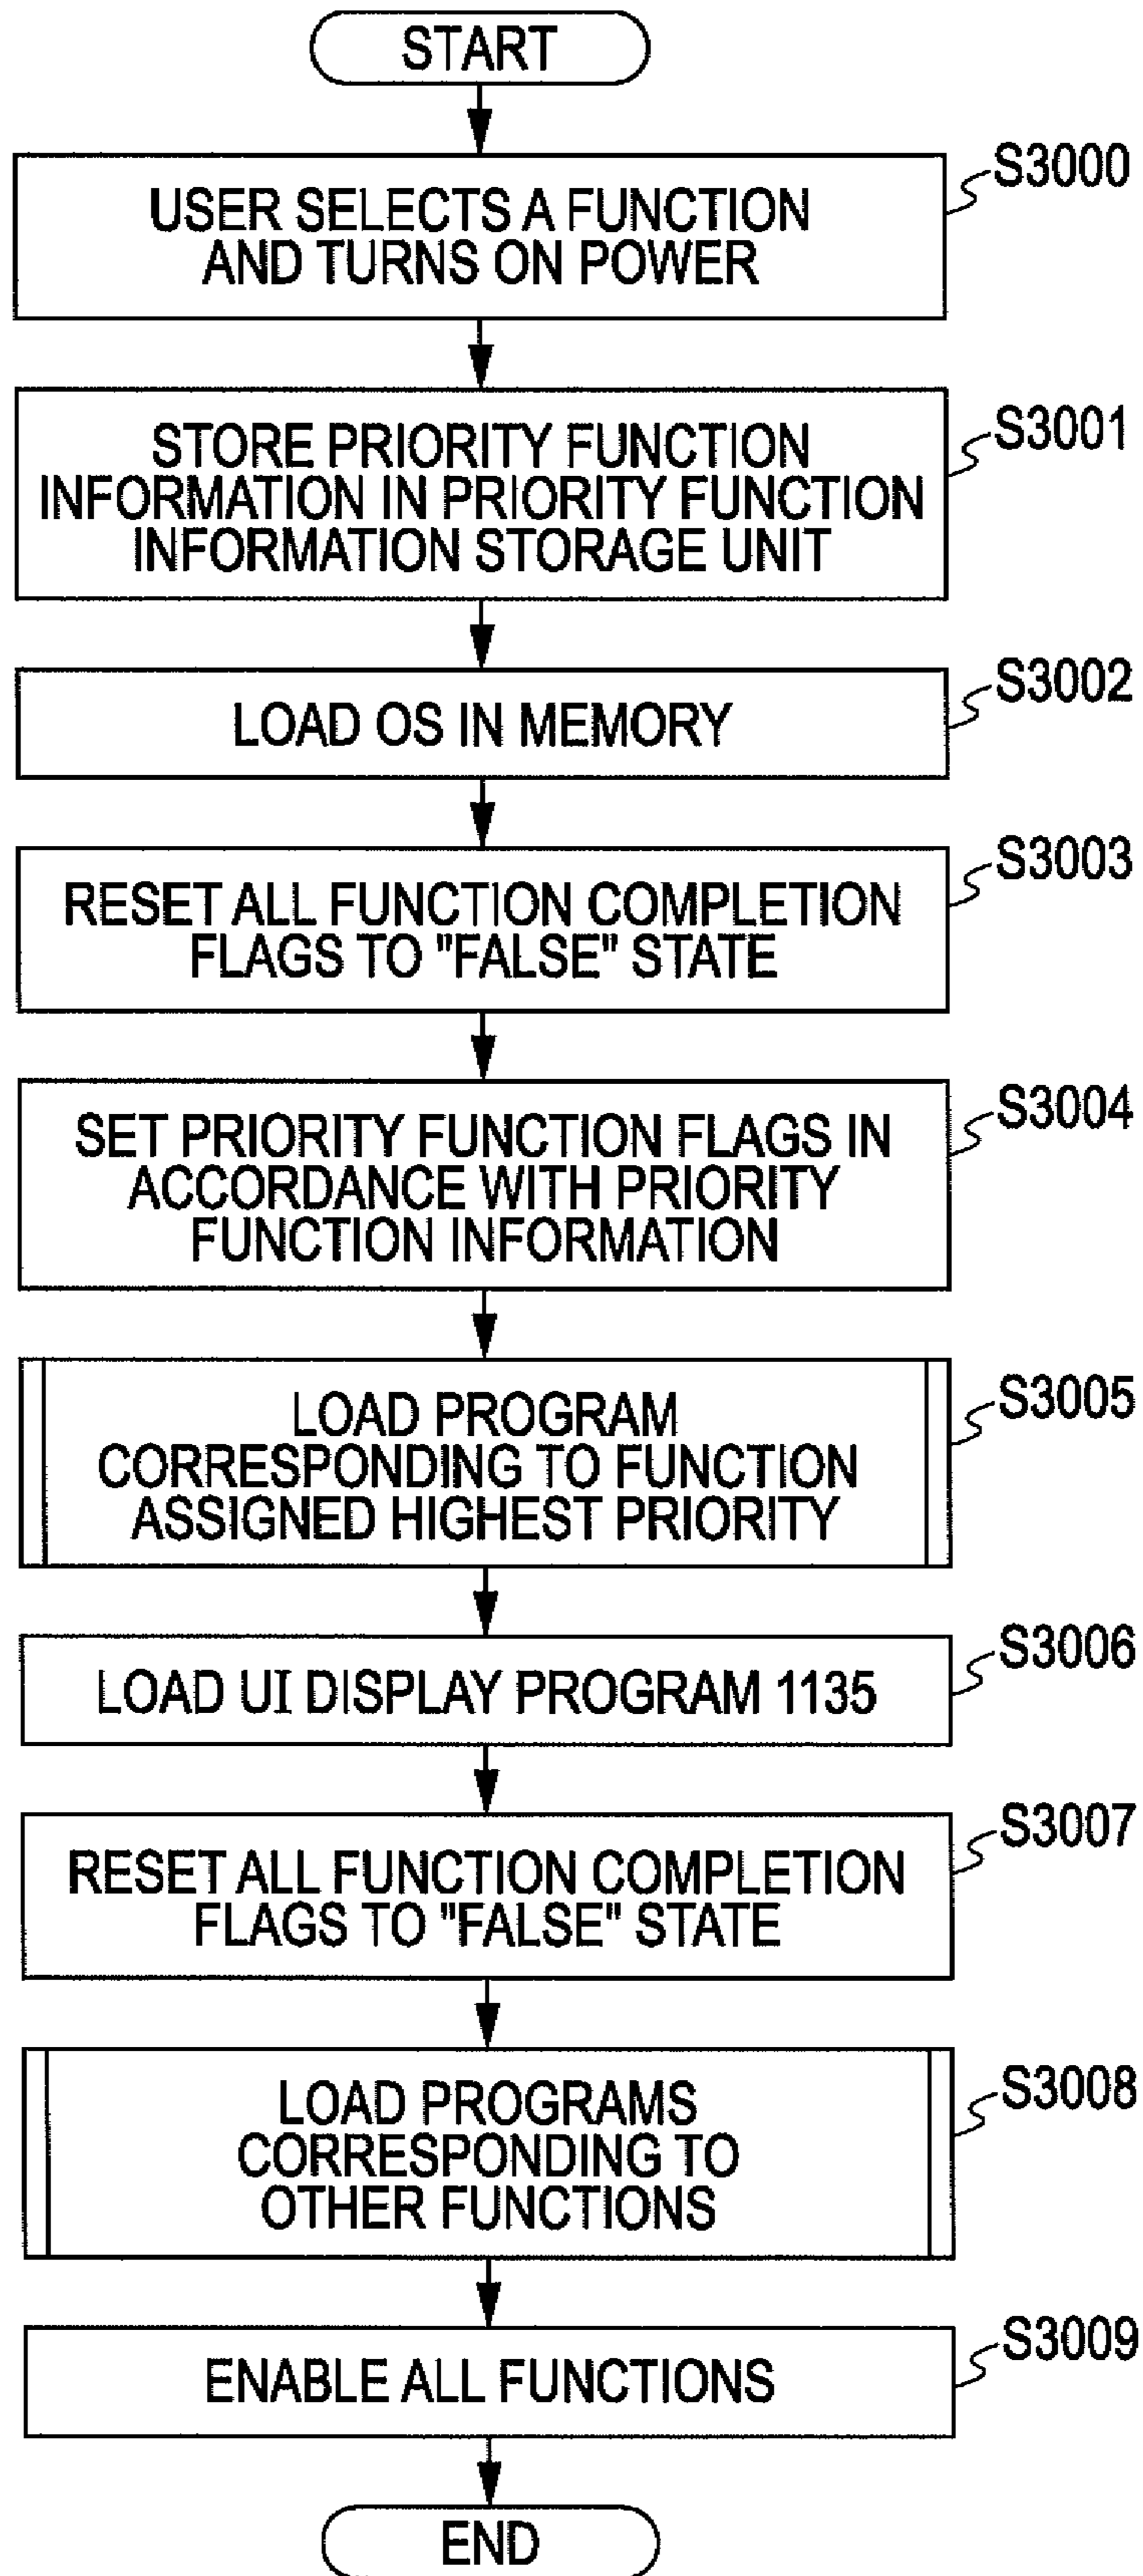 START
S3000
USER SELECTS A FUNCTION
AND TURNS ON POWER
S3001
STORE PRIORITY FUNCTION
INFORMATION IN PRIORITY FUNCTION
INFORMATION STORAGE UNIT
S3002
LOAD OS IN MEMORY
S3003
RESET ALL FUNCTION COMPLETION
FLAGS TO "FALSE" STATE
S3004
SET PRIORITY FUNCTION FLAGS IN
ACCORDANCE WITH PRIORITY
FUNCTION INFORMATION
S3005
LOAD PROGRAM
CORRESPONDING TO FUNCTION
ASSIGNED HIGHEST PRIORITY
S3006
LOAD UI DISPLAY PROGRAM 1135
S3007
RESET ALL FUNCTION COMPLETION
FLAGS TO "FALSE" STATE
S3008
LOAD PROGRAMS
CORRESPONDING TO
OTHER FUNCTIONS
S3009
ENABLE ALL FUNCTIONS
END